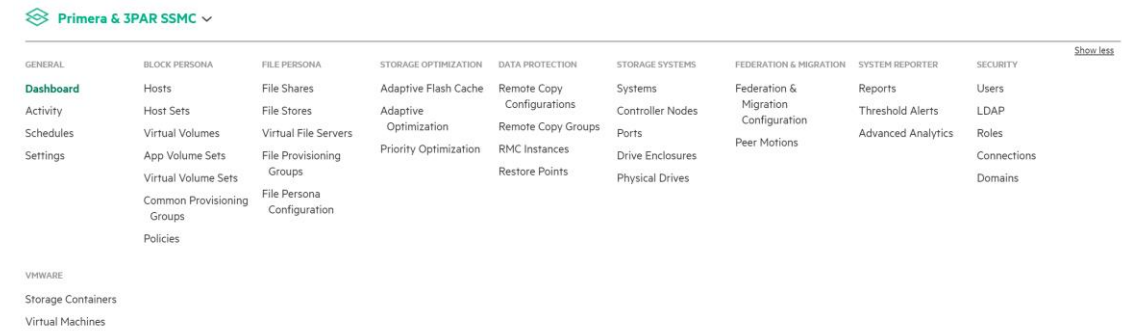 Primera & 3PAR SSMC
Show less
GENERAL
Dashboard
Activity
Schedules
Settings
BLOCK PERSONA
Hosts
Host Sets
Virtual Volumes
App Volume Sets
Virtual Volume Sets
Common Provisioning
Groups
Policies
FILE PERSONA
File Shares
File Stores
Virtual File Servers
File Provisioning
Groups
File Persona
Configuration
STORAGE OPTIMIZATION
Adaptive Flash Cache
Adaptive
Optimization
Priority Optimization
DATA PROTECTION
Remote Copy
Configurations
Remote Copy Groups
RMC Instances
Restore Points
STORAGE SYSTEMS
Systems
Controller Nodes
Ports
Drive Enclosures
Physical Drives
FEDERATION & MIGRATION
Federation &
Migration
Configuration
Peer Motions
SYSTEM REPORTER
Reports
Threshold Alerts
Advanced Analytics
SECURITY
Users
LDAP
Roles
Connections
Domains
VMWARE
Storage Containers
Virtual Machines